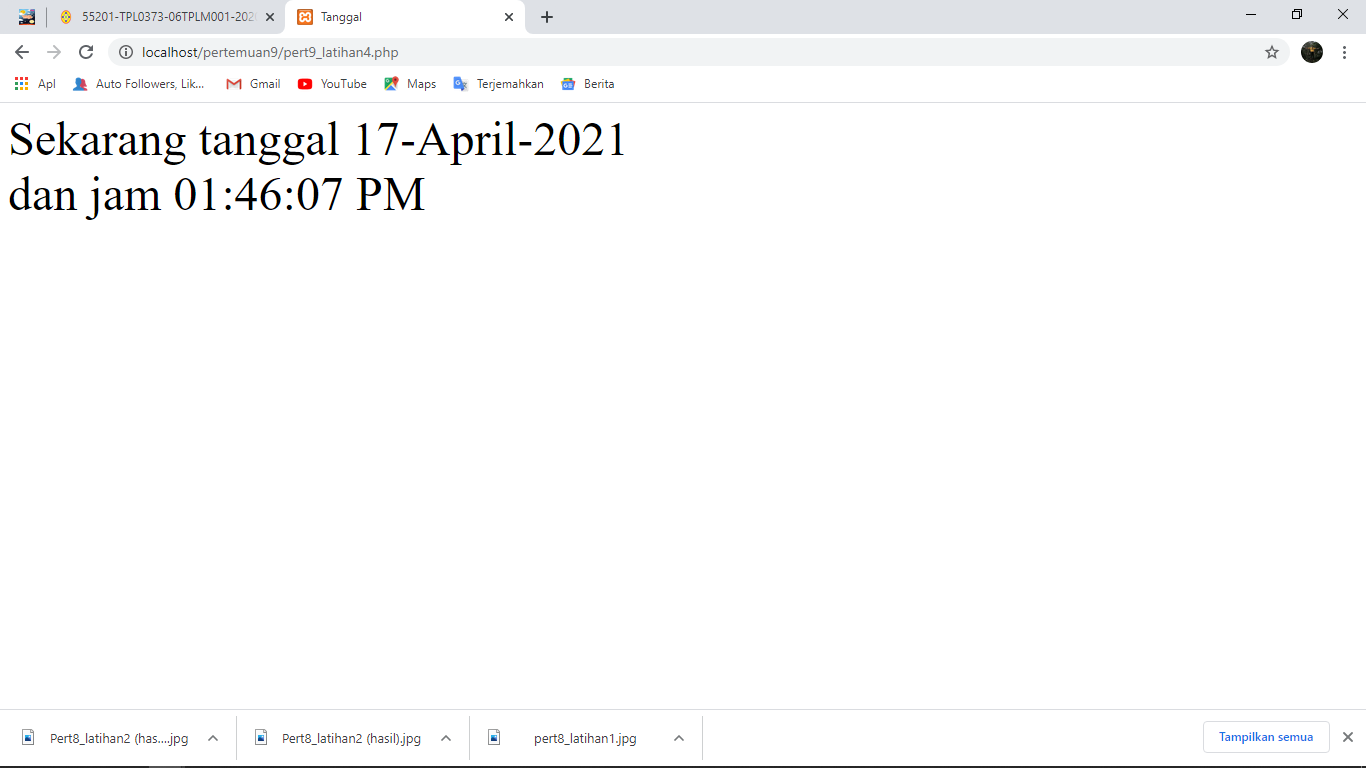 55201-TPL0373-06TPLM001-202
Tanggal
localhost/pertemuan9/pert9_latihan4.php
Apl
Auto Followers, Lik...
Gmail
YouTube
Maps
Terjemahkan
Berita
Sekarang tanggal 17-April-2021
dan jam 01:46:07 PM
Pert8_latihan2 (has....jpg
Pert8_latihan2 (hasil).jpg
pert8_latihan1.jpg
Tampilkan semua